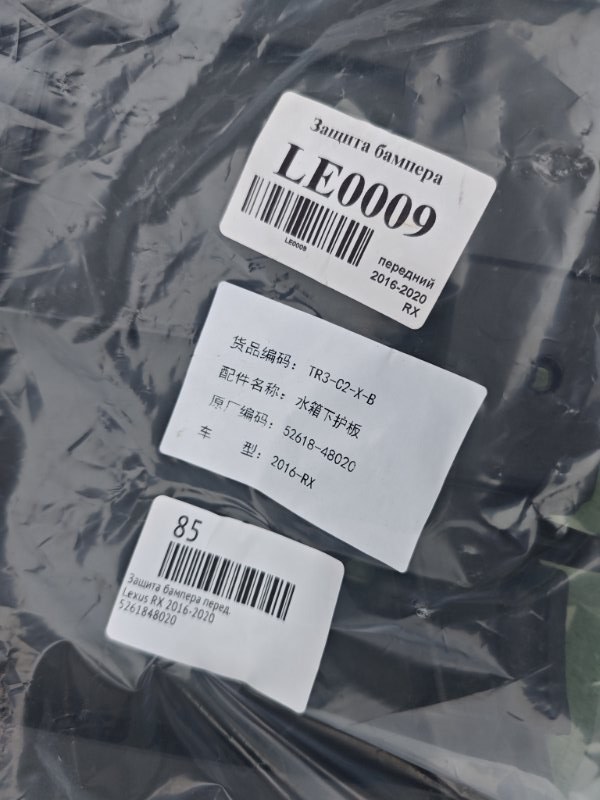 Защита бампера
LE0009
LE0009
передний
2016-2020
RX
货品编码: TR3-C2-X-B
配件名称: 水箱下护板
原厂编码: 52618-48020
车 型: 2016-RX
85
Зашита бампера перед.
Lexus RX 2016-2020
5261848020